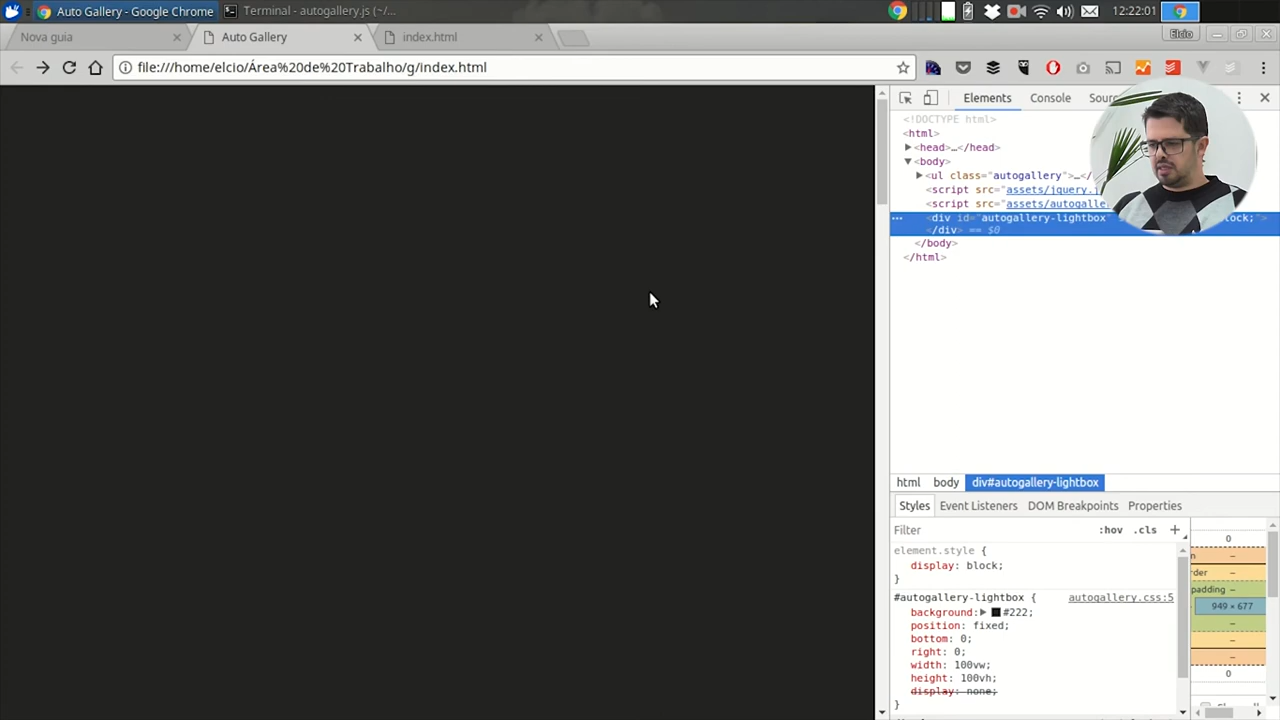 Auto Gallery - Google Chrome
Terminal - autogallery.js (~/...
12:22:01
Nova guia
Auto Gallery
index.html
Elcio
file:///home/elcio/Área%20de%20Trabalho/g/index.html
Elements
Console
<!DOCTYPE html>
<html>
<head>…</head>
<body>
<ul class="autogallery">…</
<script src="assets/jquery.j
<script src="assets/autogalle
<div id="autogallery-lightbox" lock;">
</div> == $0
</body>
</html>
html
body
div#autogallery-lightbox
Styles
Event Listeners
DOM Breakpoints
Properties
Filter
:hov
.cls
+
0
element.style {
display: block;
}
#autogallery-lightbox {
autogallery.css:5
background: #222;
position: fixed;
bottom: 0;
right: 0;
width: 100vw;
height: 100vh;
display: none;
}
padding –
949 × 677
0